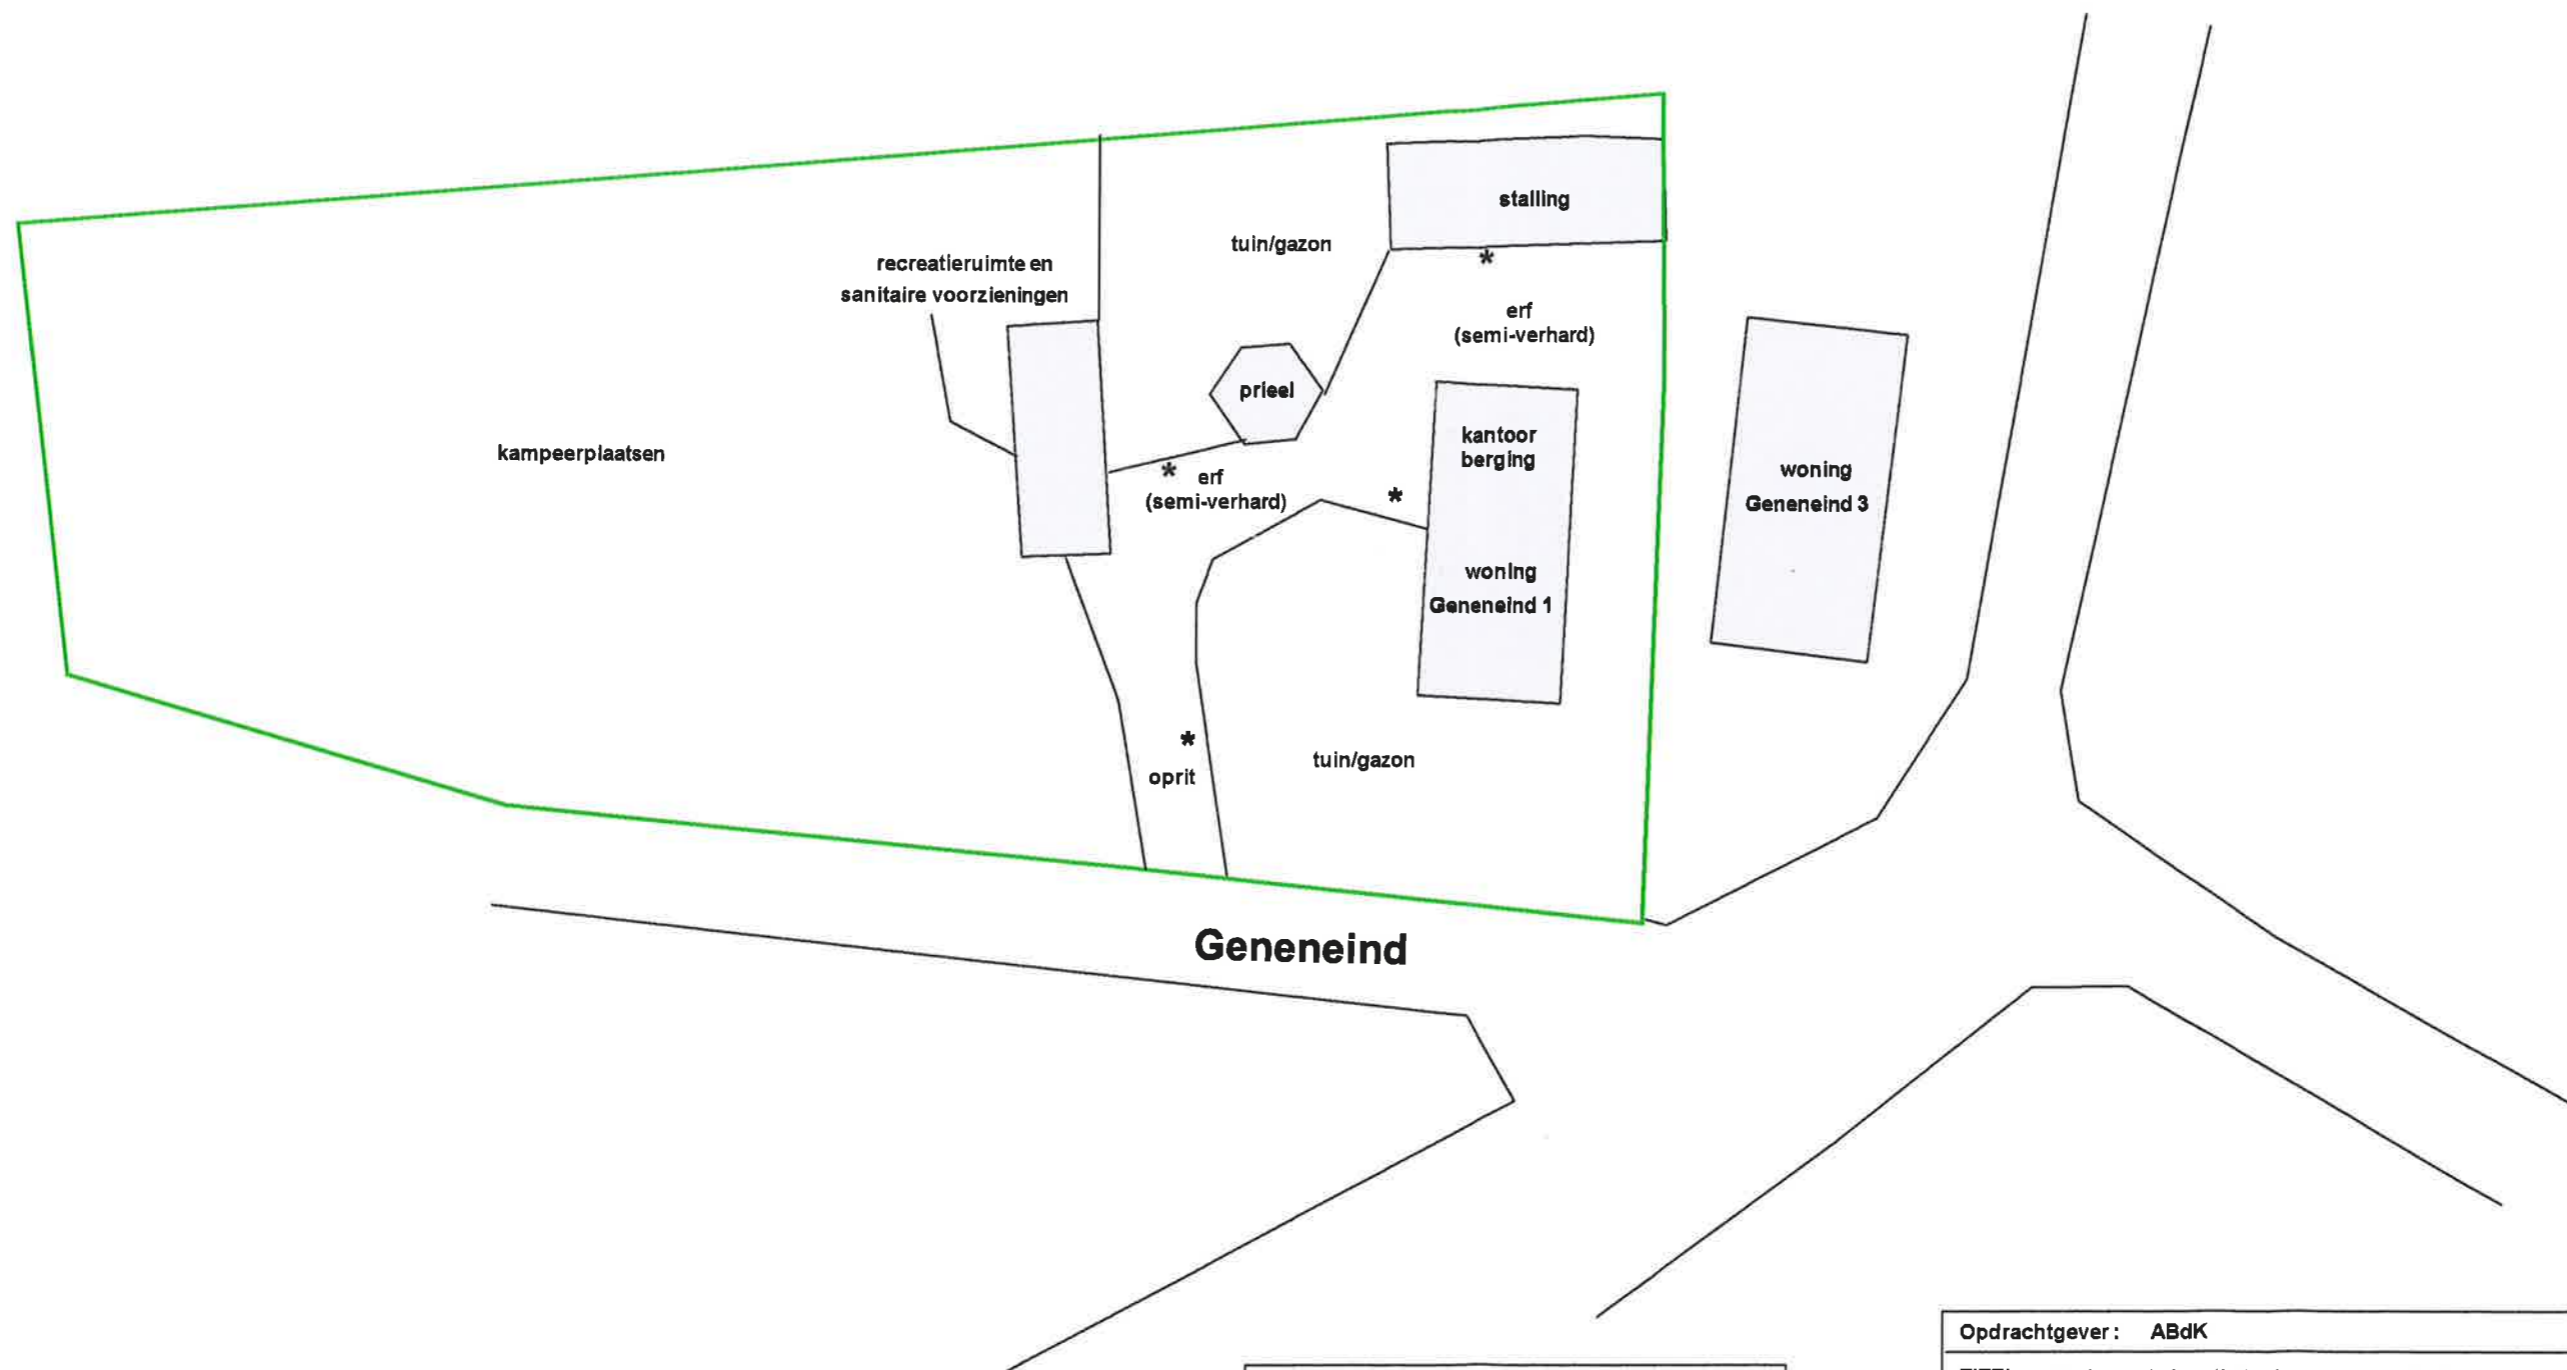 stalling
tuin/gazon
recreatieruimte en
sanitaire voorzieningen
erf
(semi-verhard)
prieel
kampeerplaatsen
kantoor
berging
woning
Geneneind 3
*
*
erf
(semi-verhard)
*
woning
Geneneind 1
*
oprit
tuin/gazon
Geneneind
Opdrachtgever: ABdK